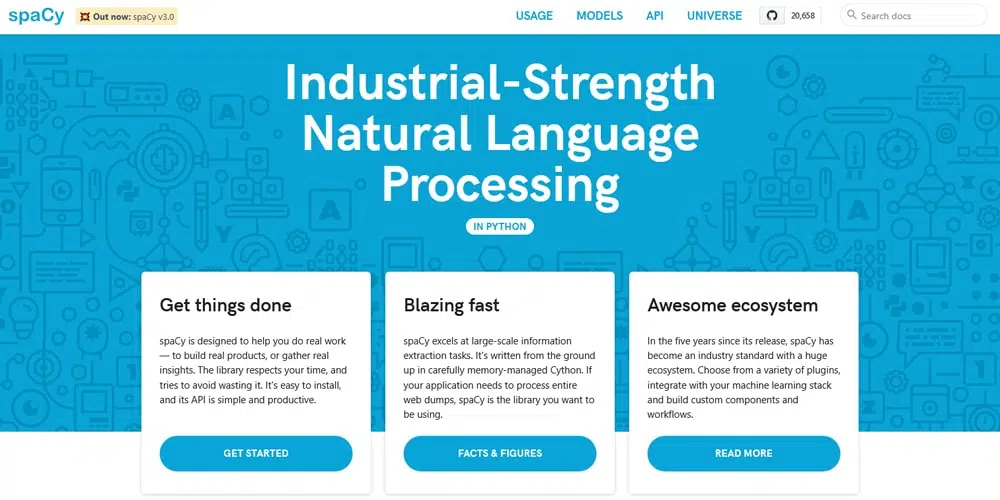 spaCy
Out now: spaCy v3.0
USAGE
MODELS
API
UNIVERSE
20,658
Search docs
Industrial-Strength
Natural Language
Processing
IN PYTHON
Get things done
spaCy is designed to help you do real work
— to build real products, or gather real
insights. The library respects your time, and
tries to avoid wasting it. It's easy to install,
and its API is simple and productive.
GET STARTED
Blazing fast
spaCy excels at large-scale information
extraction tasks. It's written from the ground
up in carefully memory-managed Cython. If
your application needs to process entire
web dumps, spaCy is the library you want to
be using.
FACTS & FIGURES
Awesome ecosystem
In the five years since its release, spaCy has
become an industry standard with a huge
ecosystem. Choose from a variety of plugins,
integrate with your machine learning stack
and build custom components and
workflows.
READ MORE